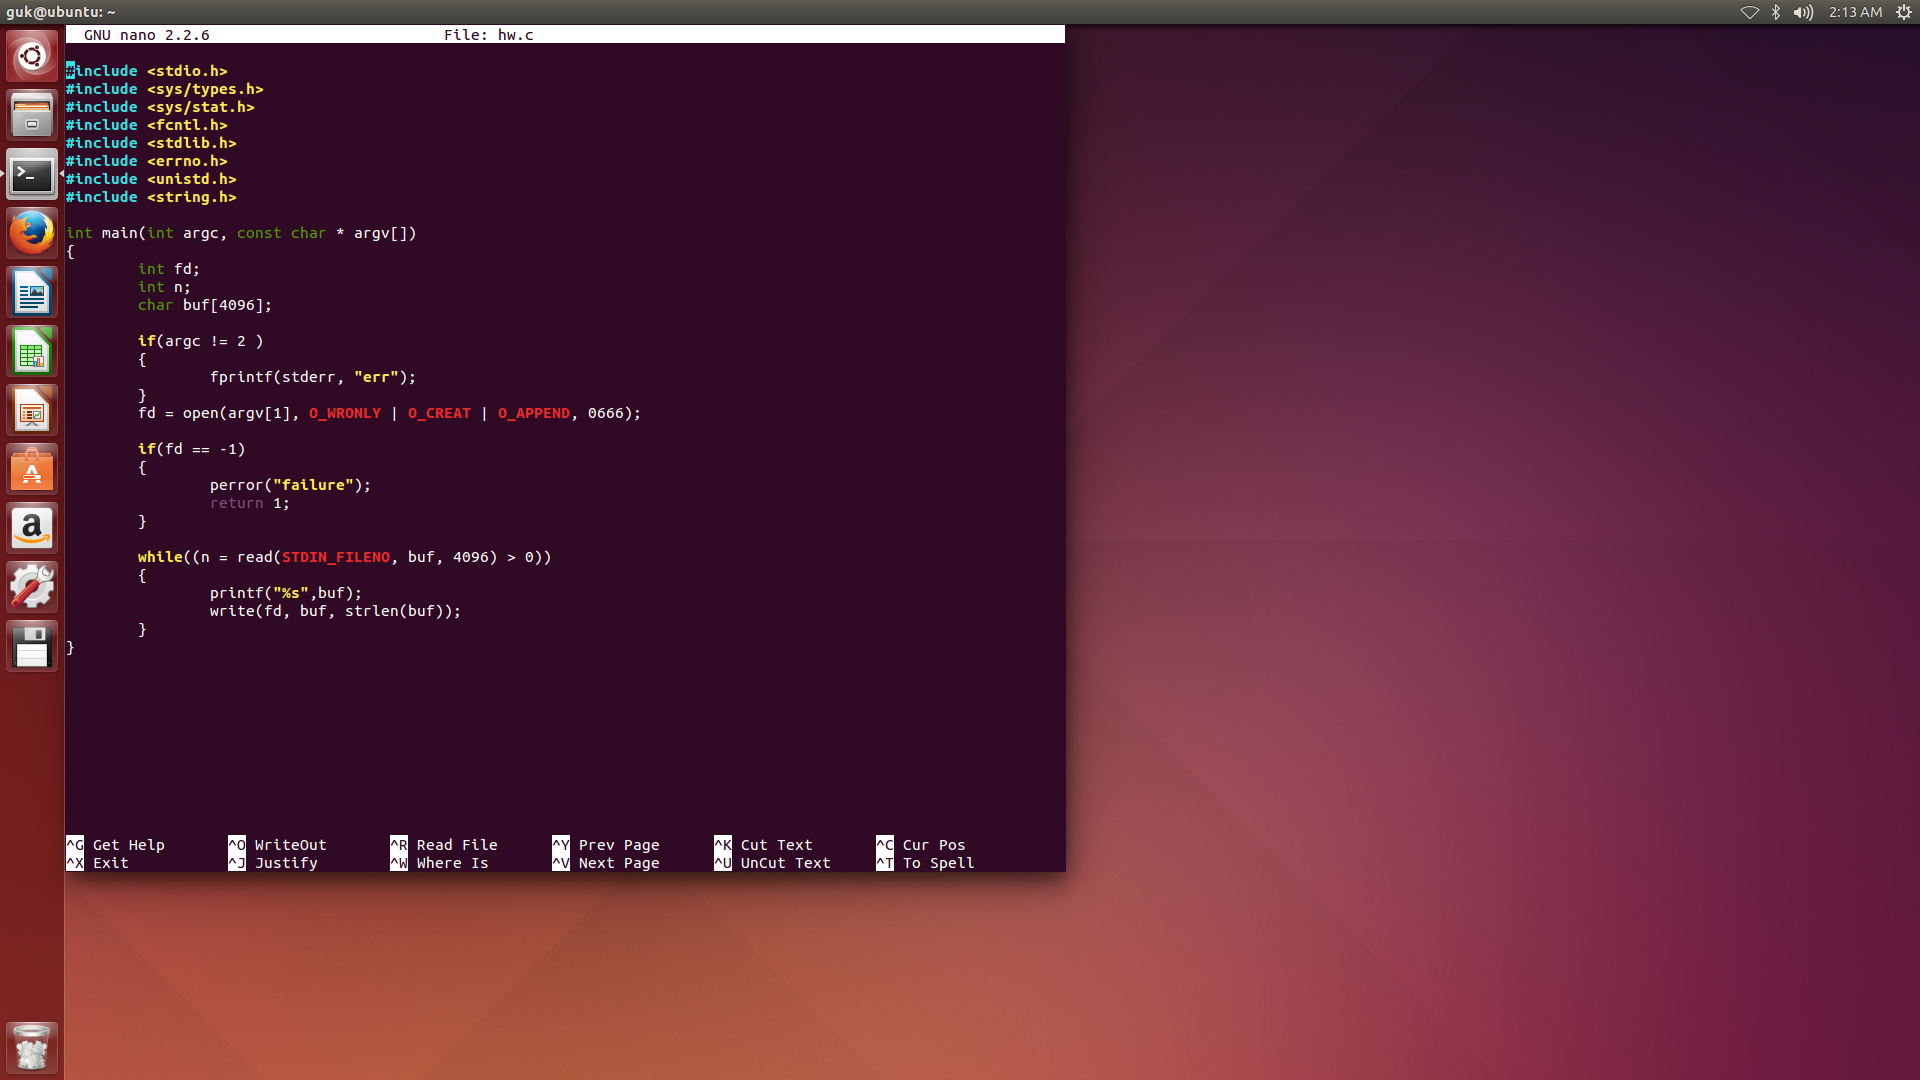 guk@ubuntu: ~
2:13 AM
GNU nano 2.2.6 File: hw.c
#include <stdio.h>
#include <sys/types.h>
#include <sys/stat.h>
#include <fcntl.h>
#include <stdlib.h>
#include <errno.h>
#include <unistd.h>
#include <string.h>
int main(int argc, const char * argv[])
{
int fd;
int n;
char buf[4096];
if(argc != 2 )
{
fprintf(stderr, "err");
}
fd = open(argv[1], O_WRONLY | O_CREAT | O_APPEND, 0666);
if(fd == -1)
{
perror("failure");
return 1;
}
while((n = read(STDIN_FILENO, buf, 4096) > 0))
{
printf("%s",buf);
write(fd, buf, strlen(buf));
}
}
^G Get Help ^O WriteOut ^R Read File ^Y Prev Page ^K Cut Text ^C Cur Pos
^X Exit ^J Justify ^W Where Is ^V Next Page ^U UnCut Text ^T To Spell